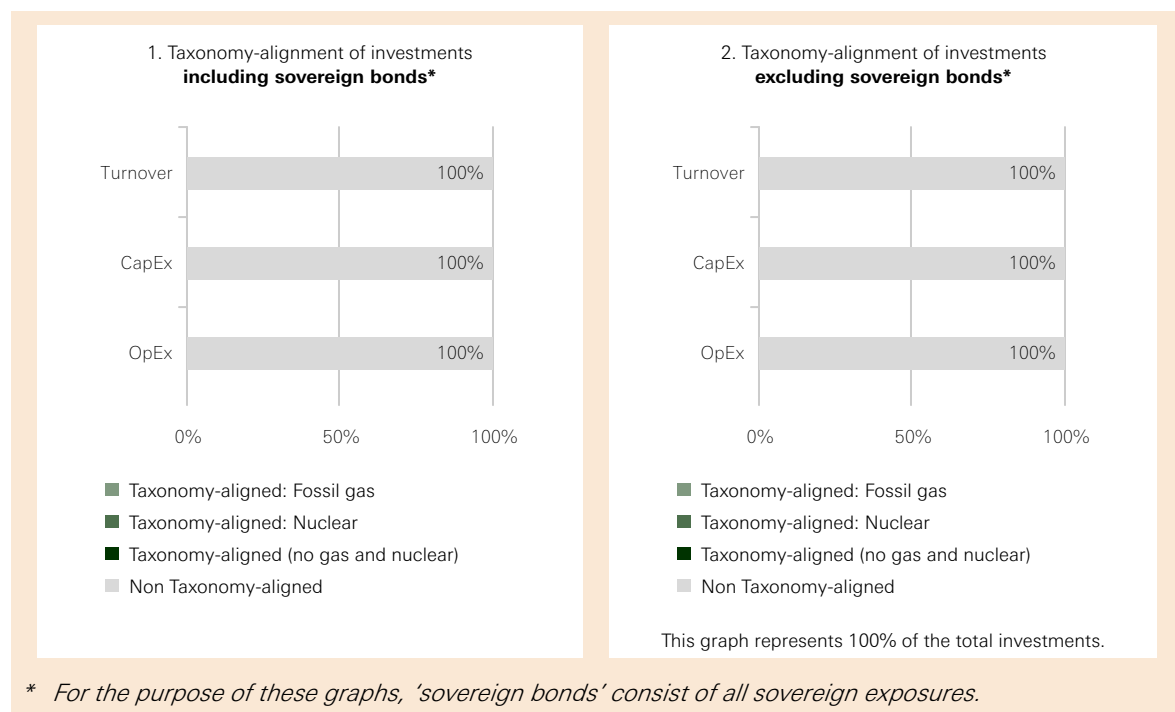 1. Taxonomy-alignment of investments
including sovereign bonds*
Turnover
100%
CapEx
100%
OpEx
100%
0%
50%
100%
Taxonomy-aligned: Fossil gas
Taxonomy-aligned: Nuclear
Taxonomy-aligned (no gas and nuclear)
Non Taxonomy-aligned
2. Taxonomy-alignment of investments
excluding sovereign bonds*
Turnover
100%
CapEx
100%
OpEx
100%
0%
50%
100%
Taxonomy-aligned: Fossil gas
Taxonomy-aligned: Nuclear
Taxonomy-aligned (no gas and nuclear)
Non Taxonomy-aligned
This graph represents 100% of the total investments.
* For the purpose of these graphs, ‘sovereign bonds’ consist of all sovereign exposures.